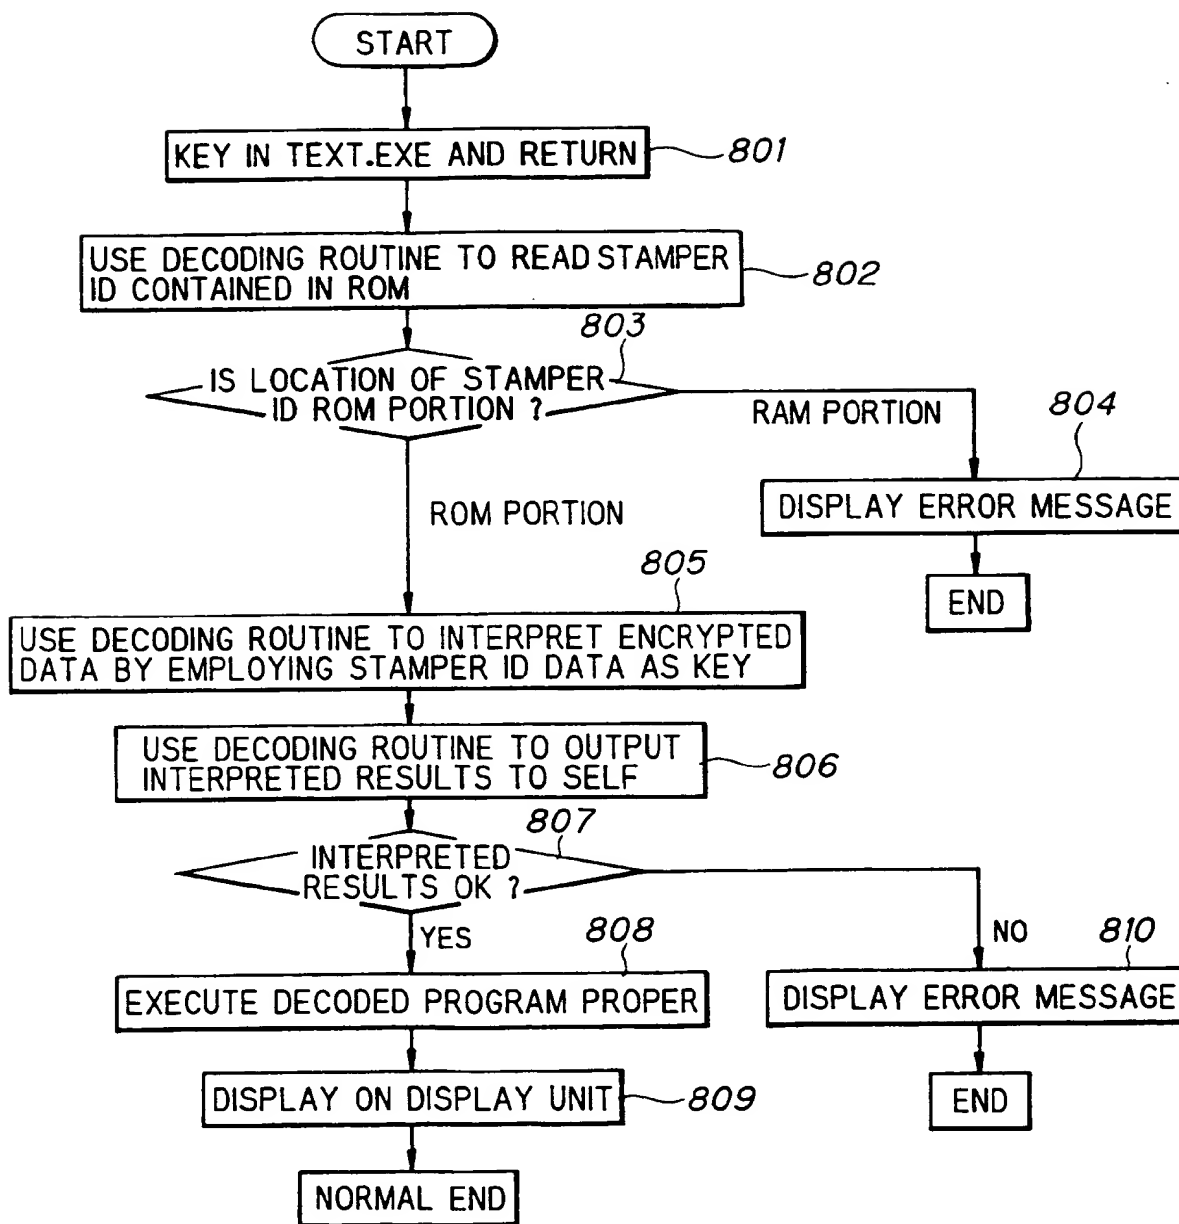 START
KEY IN TEXT.EXE AND RETURN
801
USE DECODING ROUTINE TO READ STAMPER
ID CONTAINED IN ROM
802
803
IS LOCATION OF STAMPER
ID ROM PORTION ?
RAM PORTION
804
DISPLAY ERROR MESSAGE
END
ROM PORTION
805
USE DECODING ROUTINE TO INTERPRET ENCRYPTED
DATA BY EMPLOYING STAMPER ID DATA AS KEY
USE DECODING ROUTINE TO OUTPUT
INTERPRETED RESULTS TO SELF
806
807
INTERPRETED
RESULTS OK ?
YES
808
NO
810
EXECUTE DECODED PROGRAM PROPER
DISPLAY ERROR MESSAGE
DISPLAY ON DISPLAY UNIT
809
END
NORMAL END